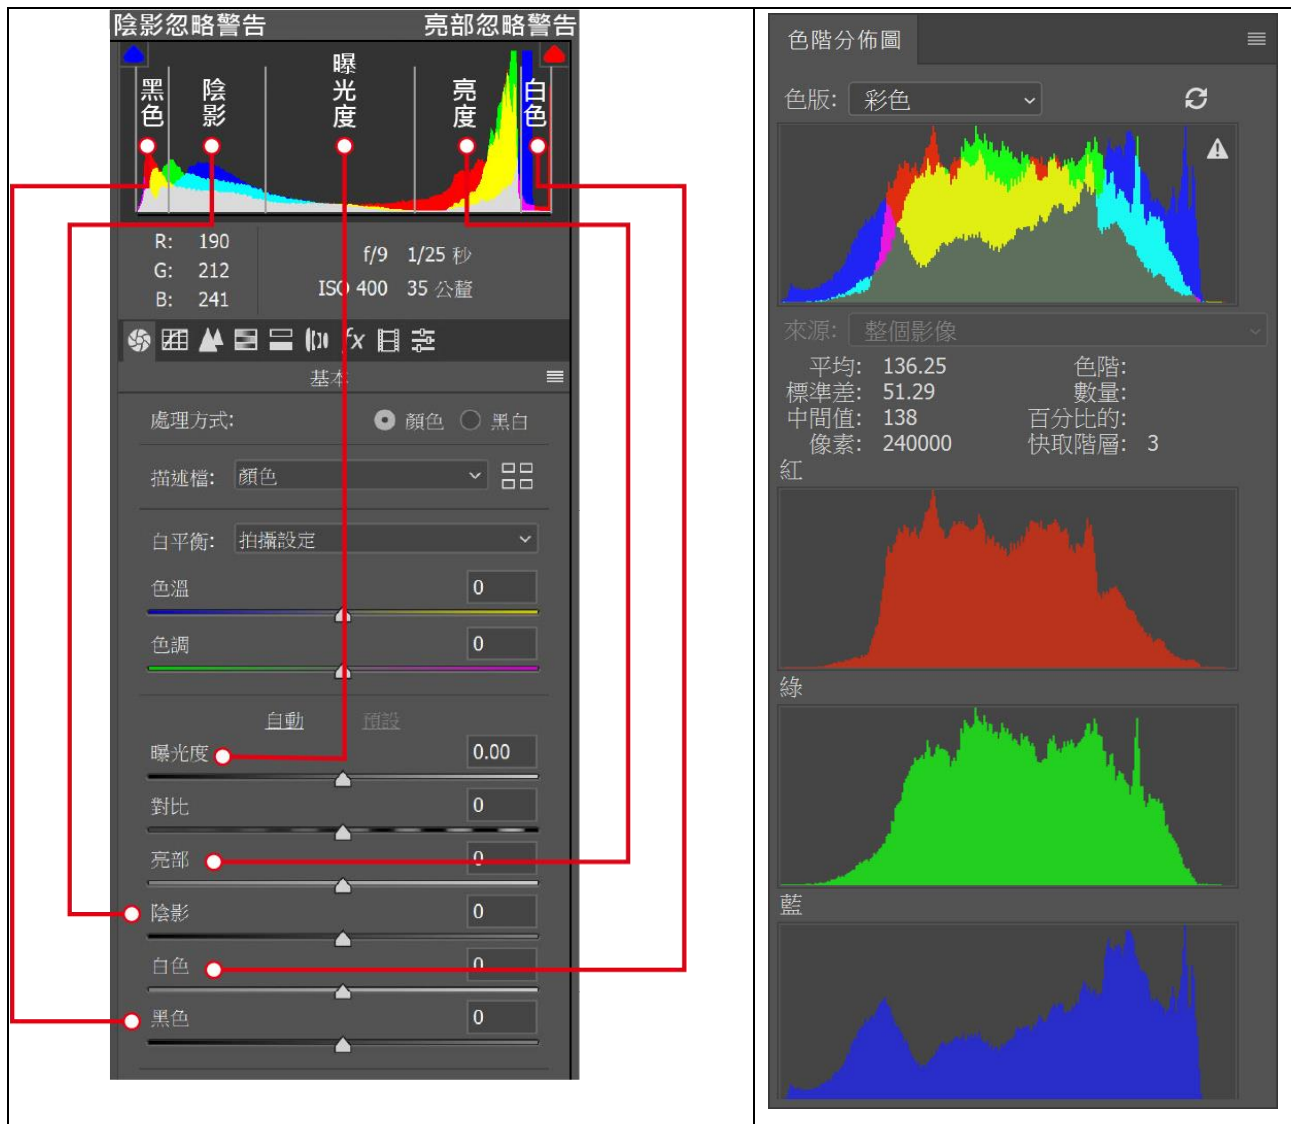 陰影忽略警告 亮部忽略警告
黑色 陰影 曝光度 亮度 白色
R: 190
G: 212
B: 241
f/9 1/25 秒
ISO 400 35 公釐
fx
基本
處理方式: 顏色 黑白
描述檔: 顏色
白平衡: 拍攝設定
色溫 0
色調 0
自動 預設
曝光度 0.00
對比 0
亮部 0
陰影 0
白色 0
黑色 0
色階分佈圖
色版: 彩色
來源: 整個影像
平均: 136.25 色階:
標準差: 51.29 數量:
中間值: 138 百分比的:
像素: 240000 快取階層: 3
紅
綠
藍